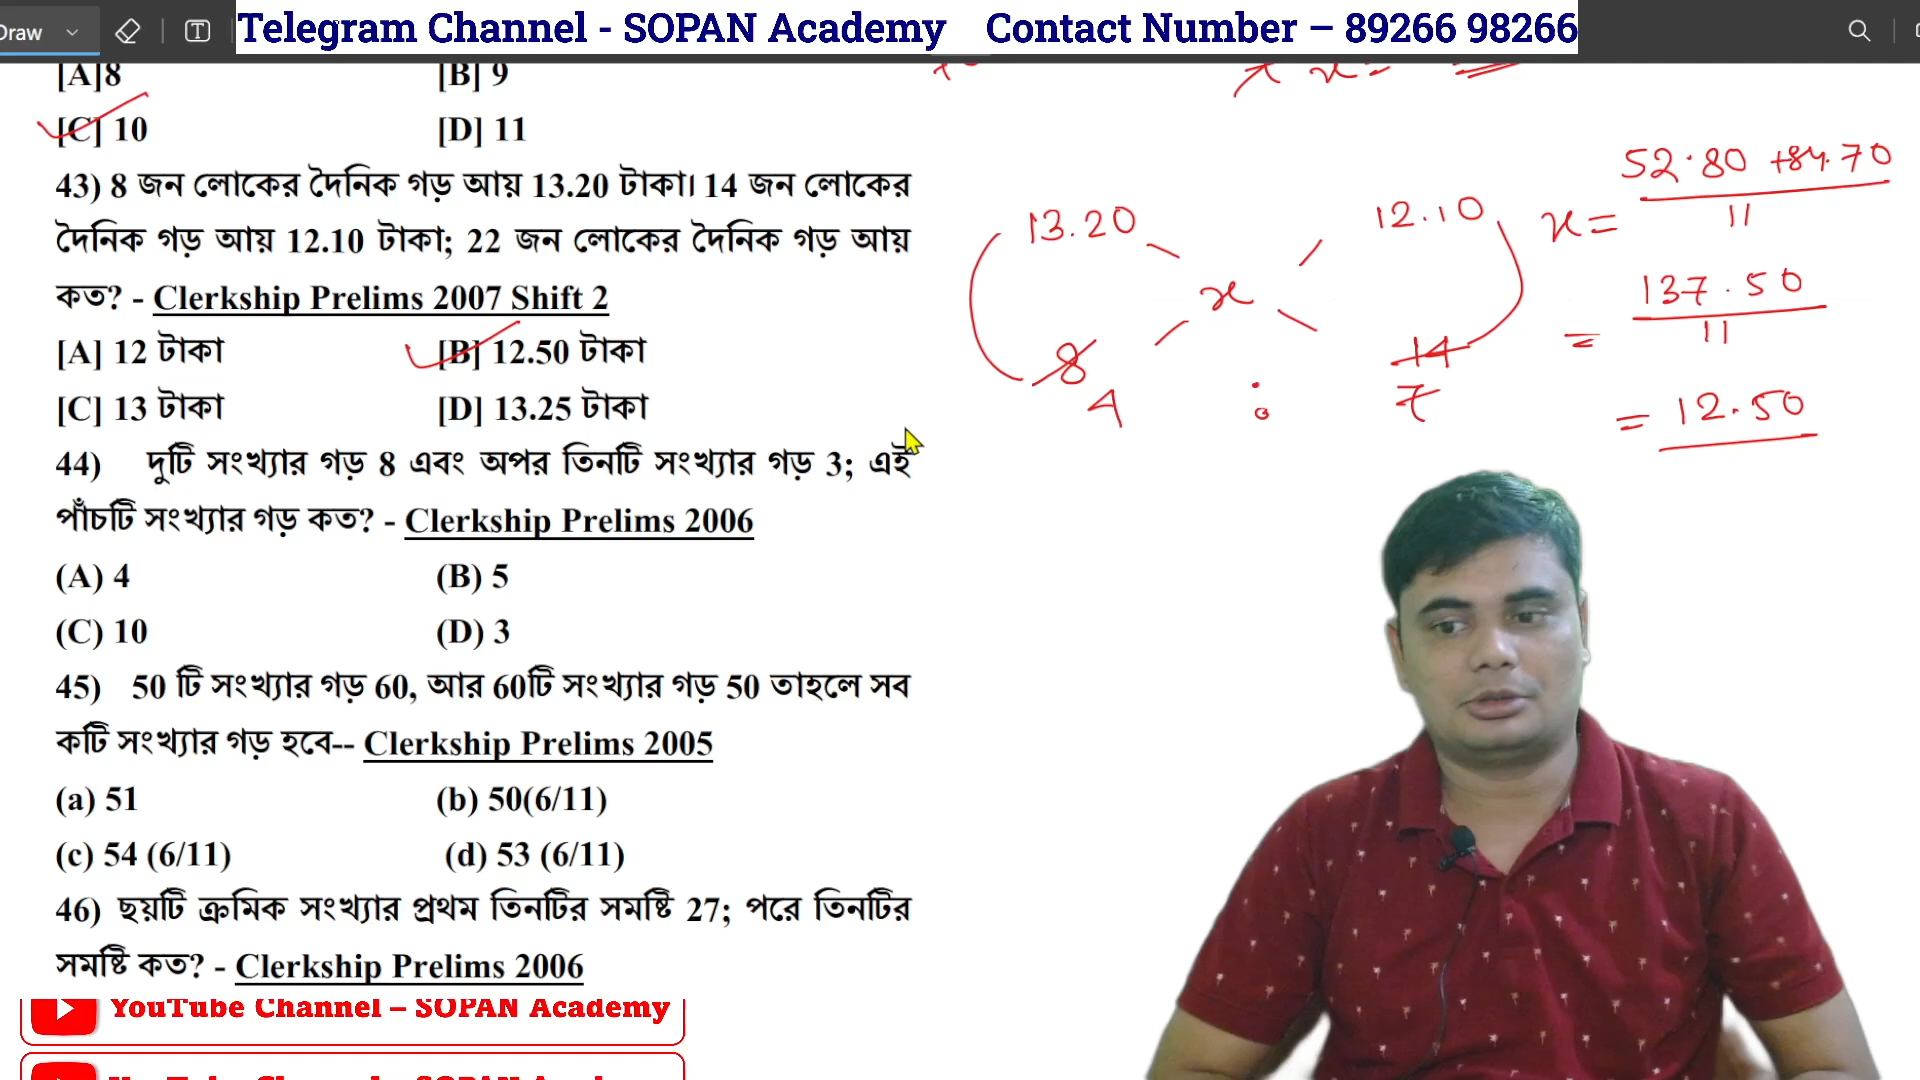 Draw
Telegram Channel - SOPAN Academy Contact Number – 89266 98266
[A]8 [B] 9
[C] 10 [D] 11
43) 8 জন লোকের দৈনিক গড় আয় 13.20 টাকা। 14 জন লোকের
দৈনিক গড় আয় 12.10 টাকা; 22 জন লোকের দৈনিক গড় আয়
কত? - Clerkship Prelims 2007 Shift 2
[A] 12 টাকা [B] 12.50 টাকা
[C] 13 টাকা [D] 13.25 টাকা
44) দুটি সংখ্যার গড় 8 এবং অপর তিনটি সংখ্যার গড় 3; এই
পাঁচটি সংখ্যার গড় কত? - Clerkship Prelims 2006
(A) 4 (B) 5
(C) 10 (D) 3
45) 50 টি সংখ্যার গড় 60, আর 60টি সংখ্যার গড় 50 তাহলে সব
কটি সংখ্যার গড় হবে-- Clerkship Prelims 2005
(a) 51 (b) 50(6/11)
(c) 54 (6/11) (d) 53 (6/11)
46) ছয়টি ক্রমিক সংখ্যার প্রথম তিনটির সমষ্টি 27; পরে তিনটির
সমষ্টি কত? - Clerkship Prelims 2006
YouTube Channel – SOPAN Academy
13.20 12.10
x
8 14
4 : 7
x = 52.80 + 84.70
11
= 137.50
11
= 12.50